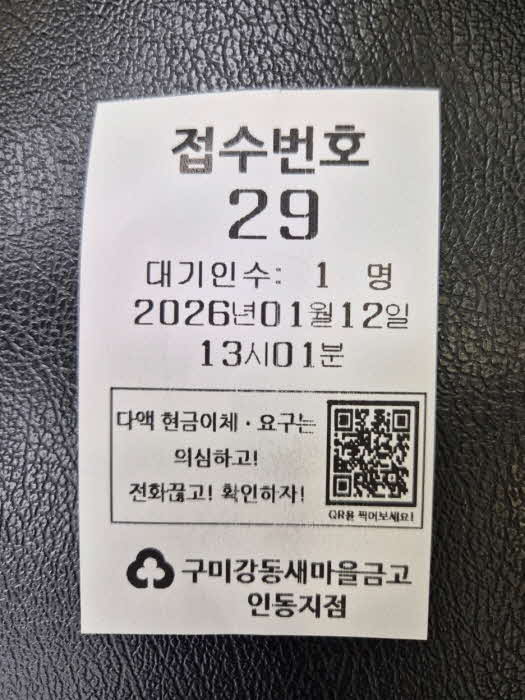 접수번호
29
대기인수: 1 명
2026년01월12일
13시01분
다액 현금이체·요구는
의심하고!
전화끊고! 확인하자!
QR을 찍어보세요!
구미강동새마을금고
인동지점